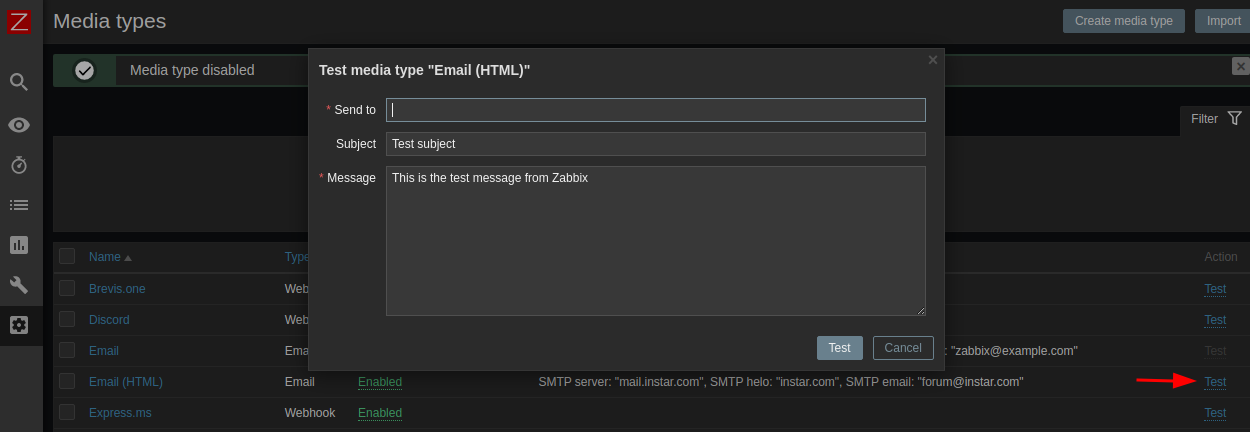 Z
Media types
Create media type
Import
Media type disabled
Test media type "Email (HTML)"
* Send to
Subject
Test subject
* Message
This is the test message from Zabbix
Test
Cancel
Filter
Name
Type
Action
Brevis.one
Web
Test
Discord
Web
Test
Email
Ema
: "zabbix@example.com"
Test
Email (HTML)
Email
Enabled
SMTP server: "mail.instar.com", SMTP helo: "instar.com", SMTP email: "forum@instar.com"
Test
Express.ms
Webhook
Enabled
Test